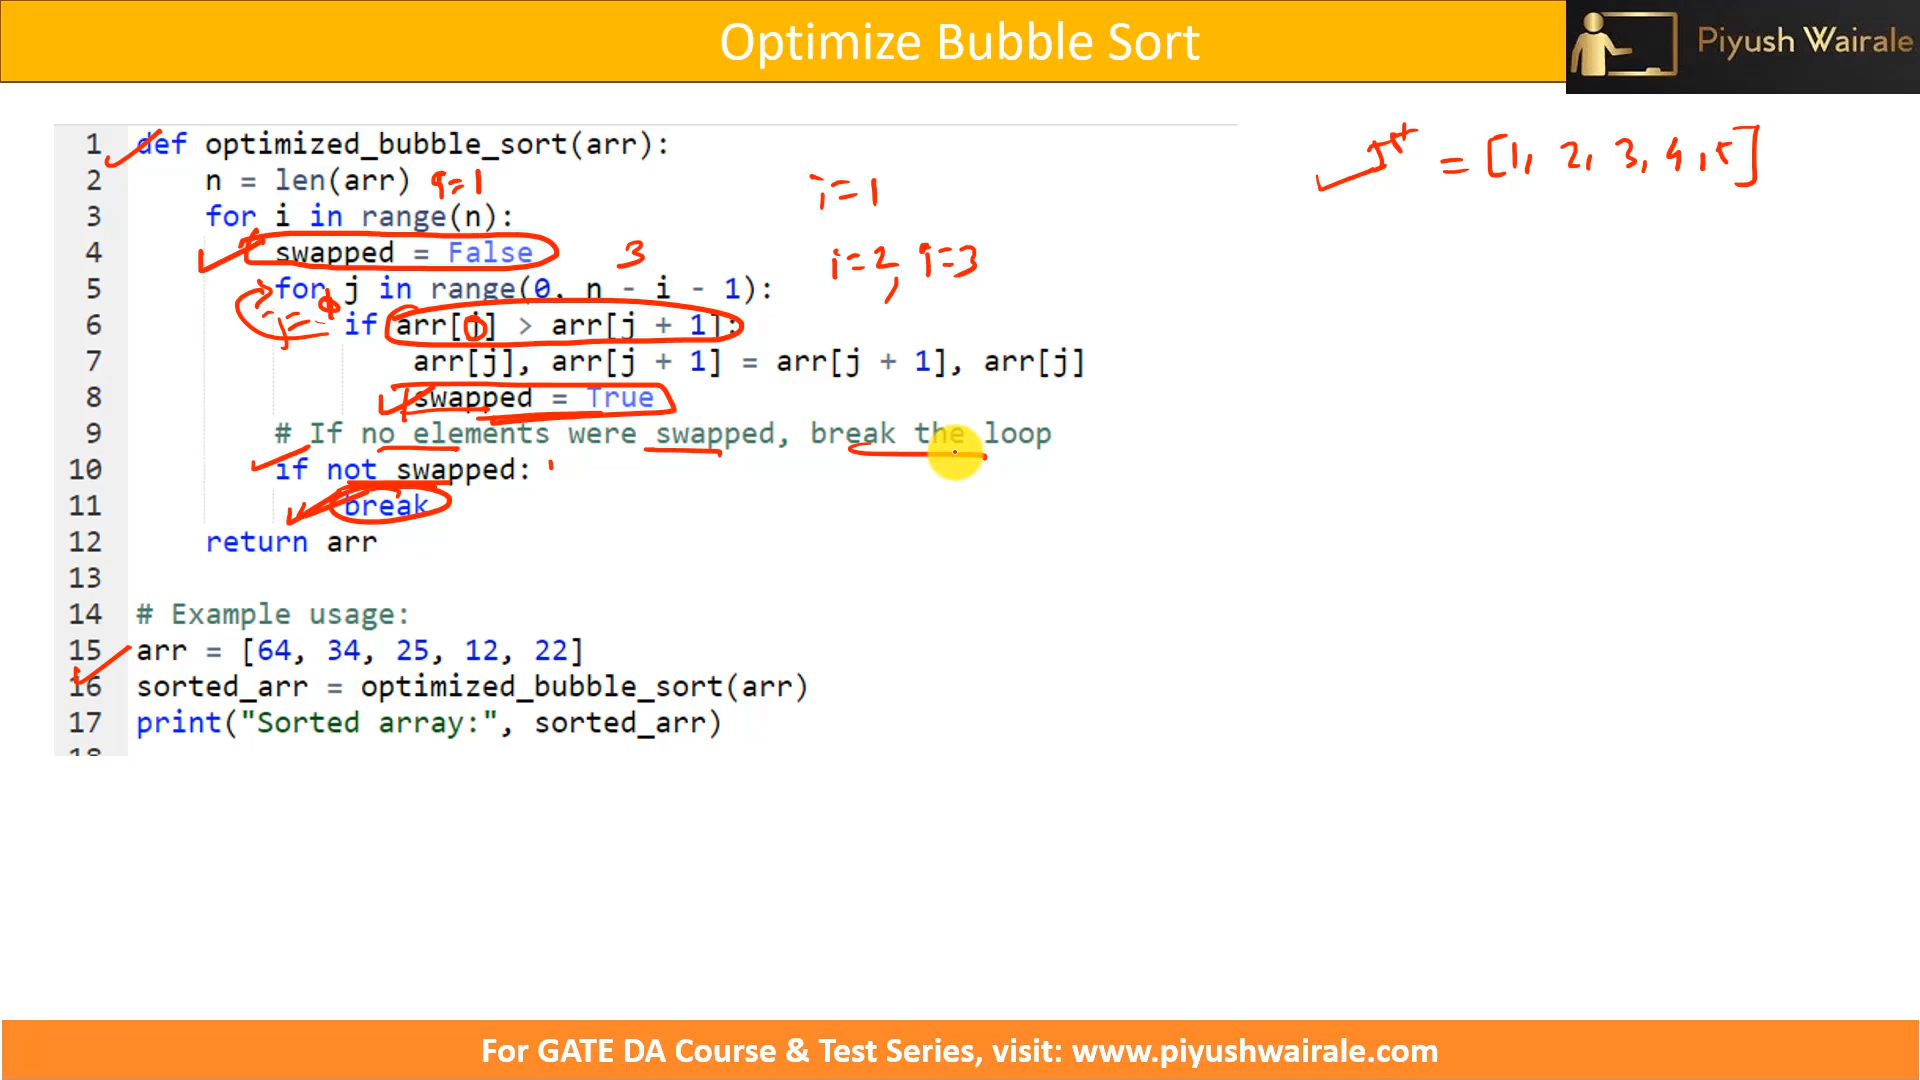 Optimize Bubble Sort
Piyush Wairale
1 def optimized_bubble_sort(arr):
2 n = len(arr)
3 for i in range(n):
4 swapped = False
5 for j in range(0, n - i - 1):
6 if arr[j] > arr[j + 1]:
7 arr[j], arr[j + 1] = arr[j + 1], arr[j]
8 swapped = True
9 # If no elements were swapped, break the loop
10 if not swapped:
11 break
12 return arr
13
14 # Example usage:
15 arr = [64, 34, 25, 12, 22]
16 sorted_arr = optimized_bubble_sort(arr)
17 print("Sorted array:", sorted_arr)
18
i=1
i=2, i=3
3
= [1, 2, 3, 4, 5]
For GATE DA Course & Test Series, visit: www.piyushwairale.com